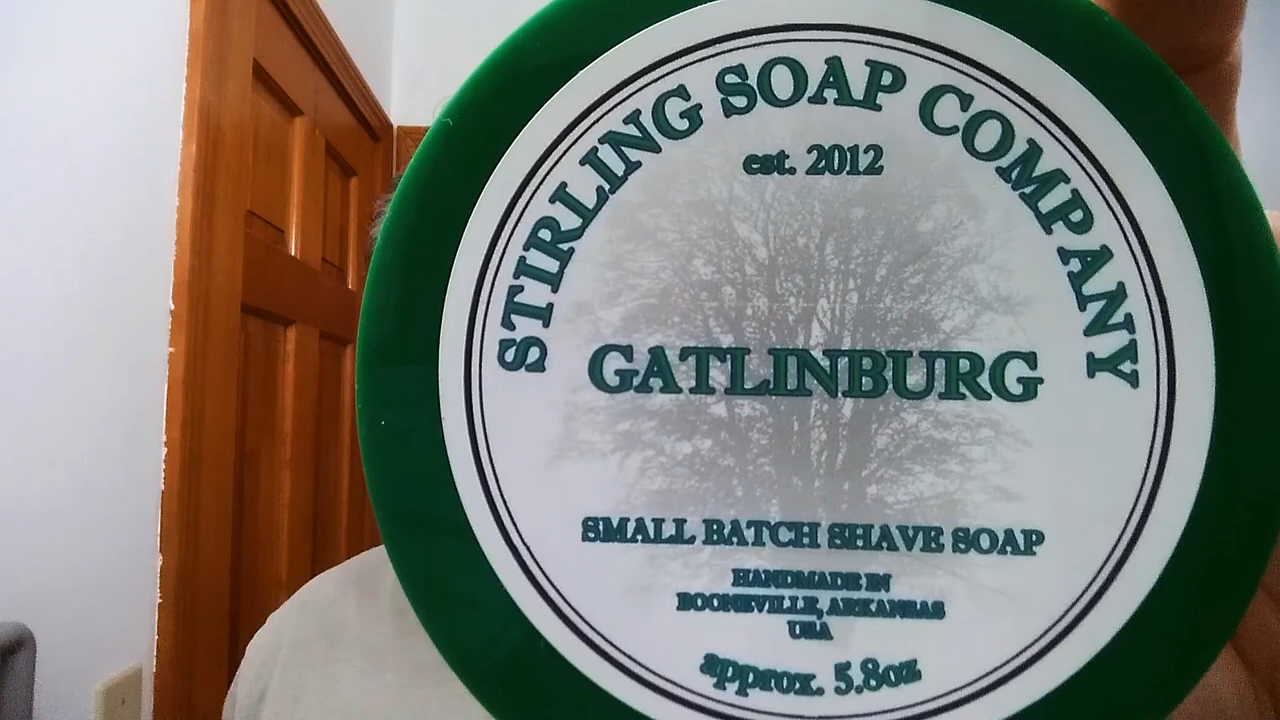 STIRLING SOAP COMPANY
est. 2012
GATLINBURG
SMALL BATCH SHAVE SOAP
HANDMADE IN
BOONEVILLE, ARKANSAS
USA
approx. 5.8oz